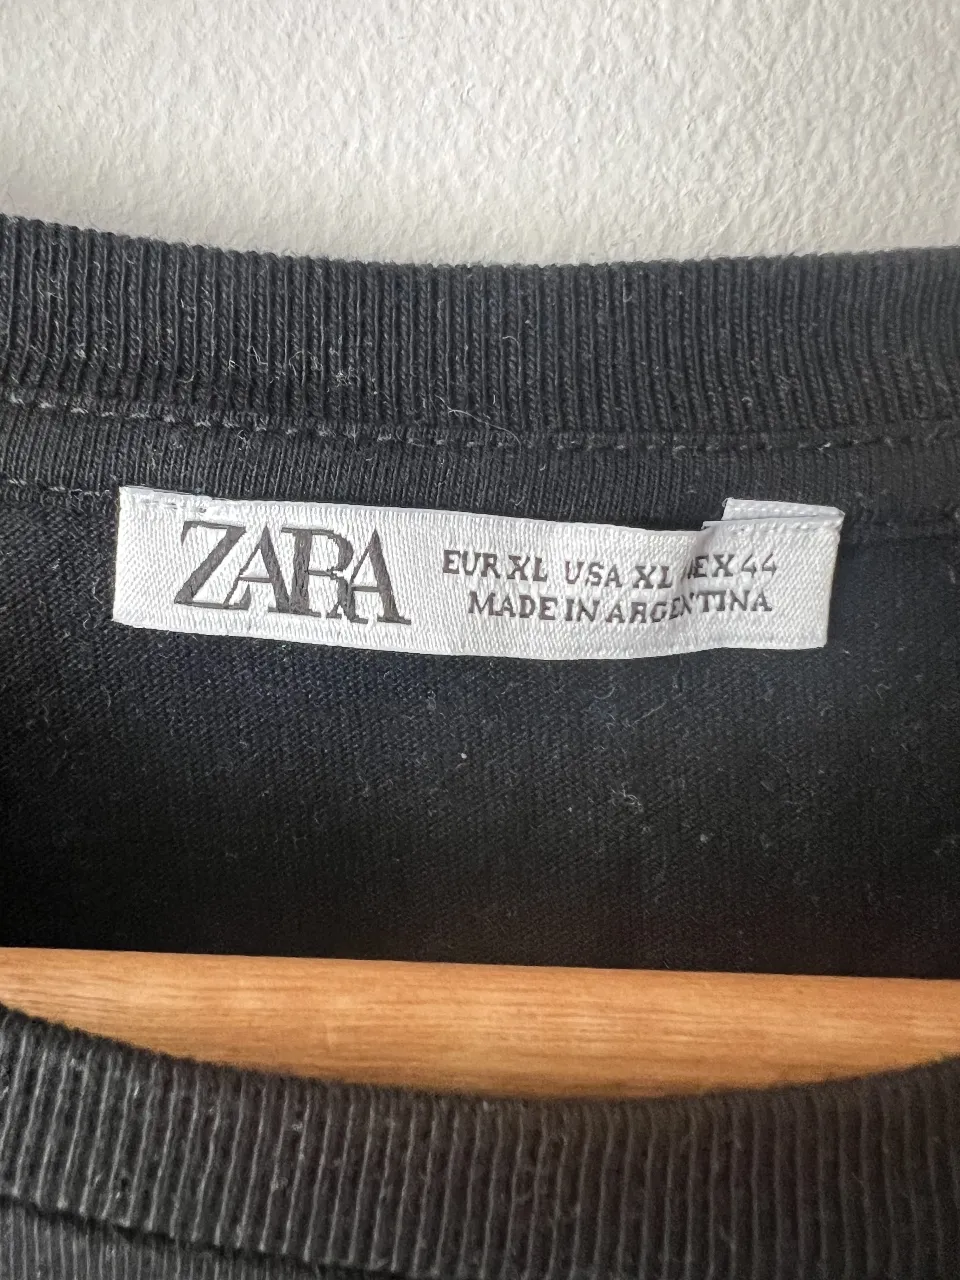 ZARA
EUR XL USA XL MEX 44
MADE IN ARGENTINA